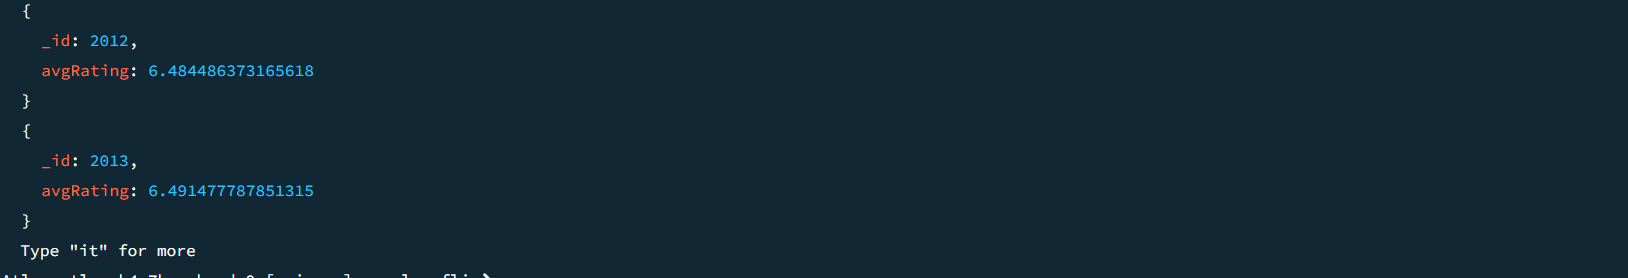 {
_id: 2012,
avgRating: 6.484486373165618
}
{
_id: 2013,
avgRating: 6.491477787851315
}
Type "it" for more